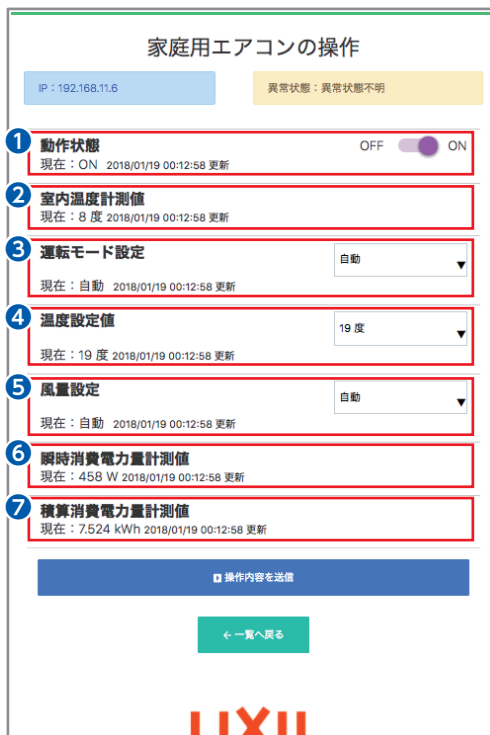 家庭用エアコンの操作
IP：192.168.11.6
異常状態：異常状態不明
1 動作状態 OFF ON
現在：ON 2018/01/19 00:12:58 更新
2 室内温度計測値
現在：8 度 2018/01/19 00:12:58 更新
3 運転モード設定 自動 ▼
現在：自動 2018/01/19 00:12:58 更新
4 温度設定値 19 度 ▼
現在：19 度 2018/01/19 00:12:58 更新
5 風量設定 自動 ▼
現在：自動 2018/01/19 00:12:58 更新
6 瞬時消費電力量計測値
現在：458 W 2018/01/19 00:12:58 更新
7 積算消費電力量計測値
現在：7.524 kWh 2018/01/19 00:12:58 更新
操作内容を送信
← 一覧へ戻る